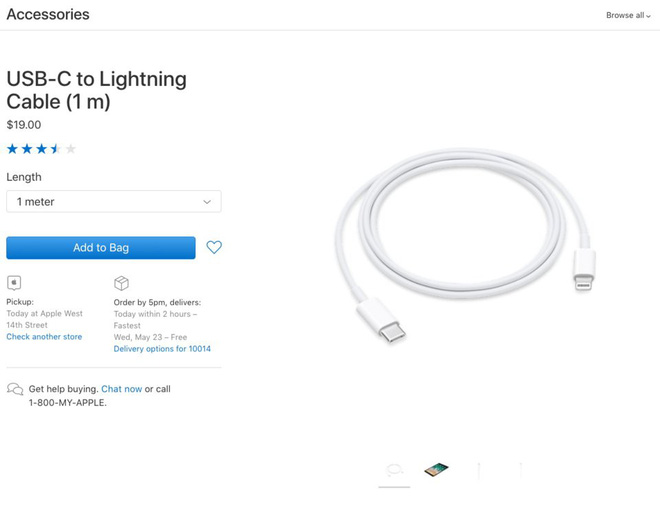 Accessories
Browse all
USB-C to Lightning
Cable (1 m)
$19.00
Length
1 meter
Add to Bag
Pickup:
Today at Apple West
14th Street
Check another store
Order by 5pm, delivers:
Today within 2 hours –
Fastest
Wed, May 23 – Free
Delivery options for 10014
Get help buying. Chat now or call
1-800-MY-APPLE.